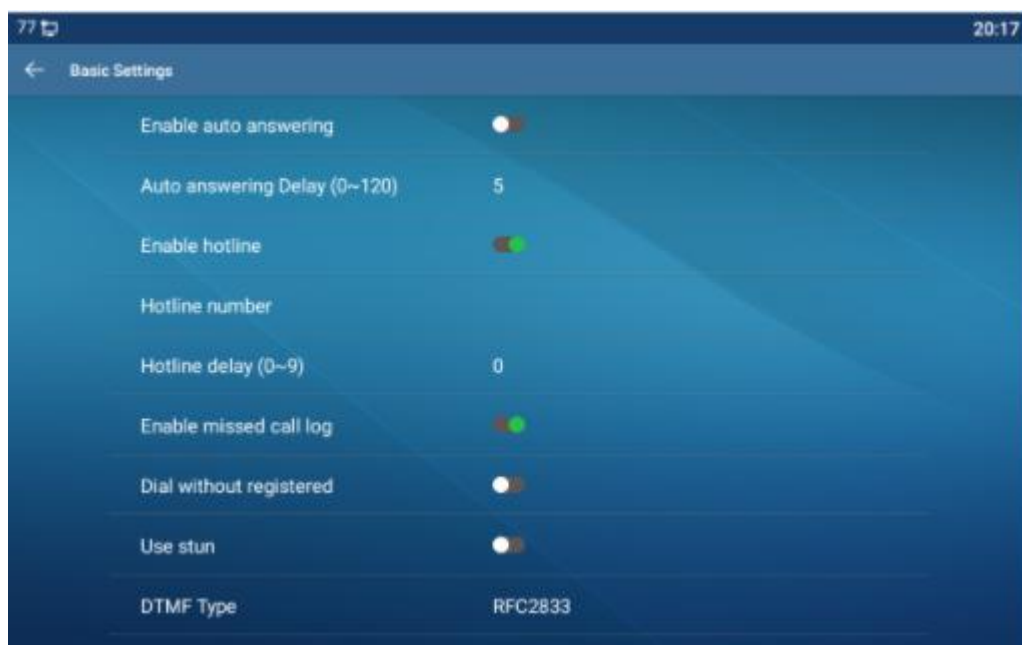 77
20:17
Basic Settings
Enable auto answering
Auto answering Delay (0~120) 5
Enable hotline
Hotline number
Hotline delay (0~9) 0
Enable missed call log
Dial without registered
Use stun
DTMF Type RFC2833